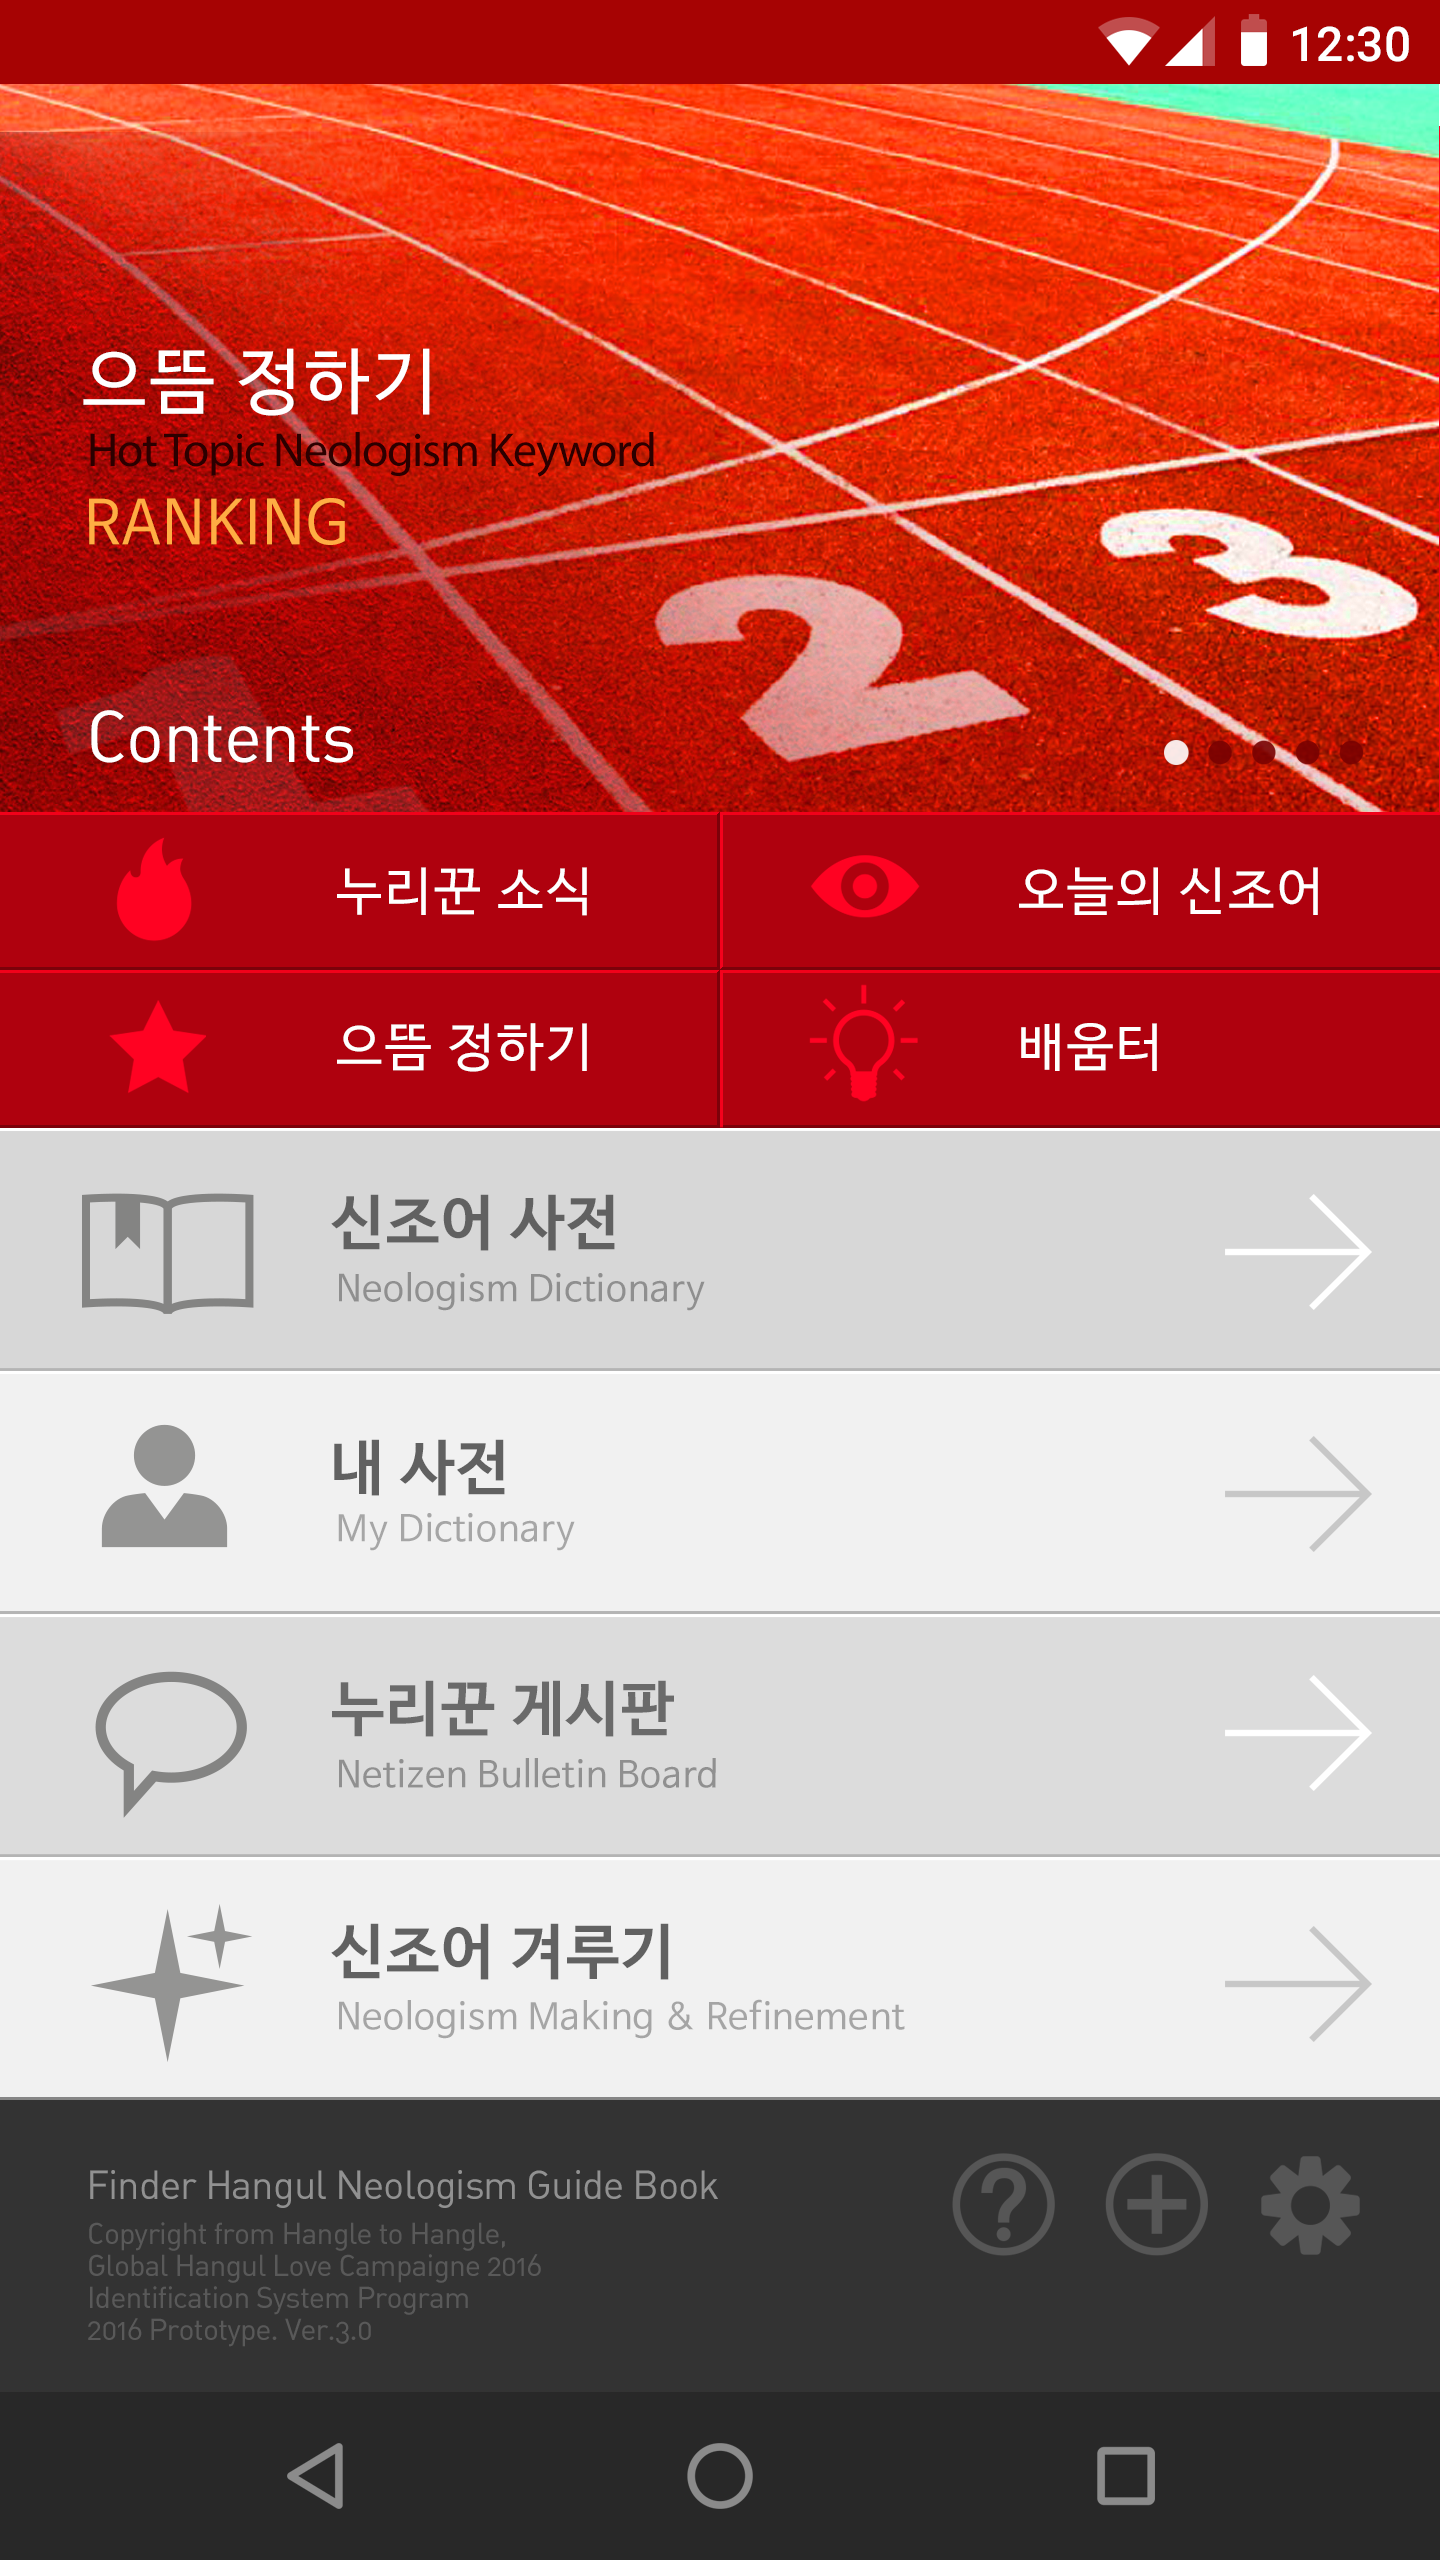 12:30
으뜸 정하기
Hot Topic Neologism Keyword
RANKING
2
3
1
Contents
누리꾼 소식
오늘의 신조어
으뜸 정하기
배움터
신조어 사전
Neologism Dictionary
내 사전
My Dictionary
누리꾼 게시판
Netizen Bulletin Board
신조어 겨루기
Neologism Making & Refinement
Finder Hangul Neologism Guide Book
Copyright from Hangle to Hangle,
Global Hangul Love Campaigne 2016
Identification System Program
2016 Prototype. Ver.3.0